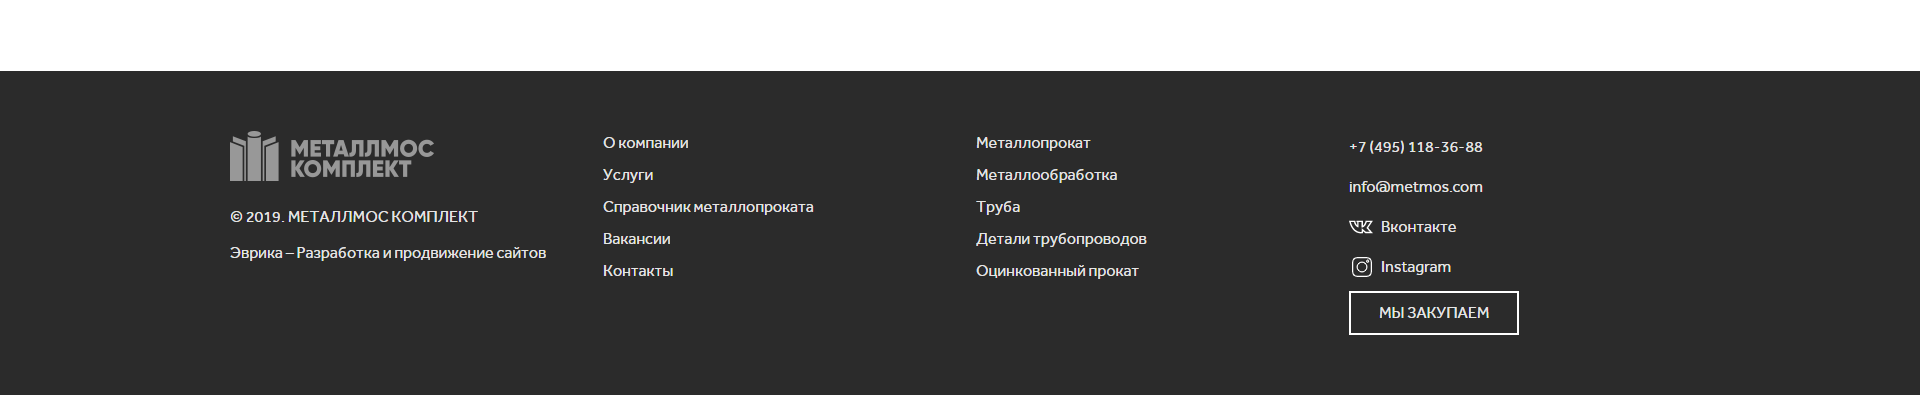 МЕТАЛЛМОС
КОМПЛЕКТ
© 2019. МЕТАЛЛМОС КОМПЛЕКТ
Эврика – Разработка и продвижение сайтов
О компании
Услуги
Справочник металлопроката
Вакансии
Контакты
Металлопрокат
Металлообработка
Труба
Детали трубопроводов
Оцинкованный прокат
+7 (495) 118-36-88
info@metmos.com
Вконтакте
Instagram
МЫ ЗАКУПАЕМ